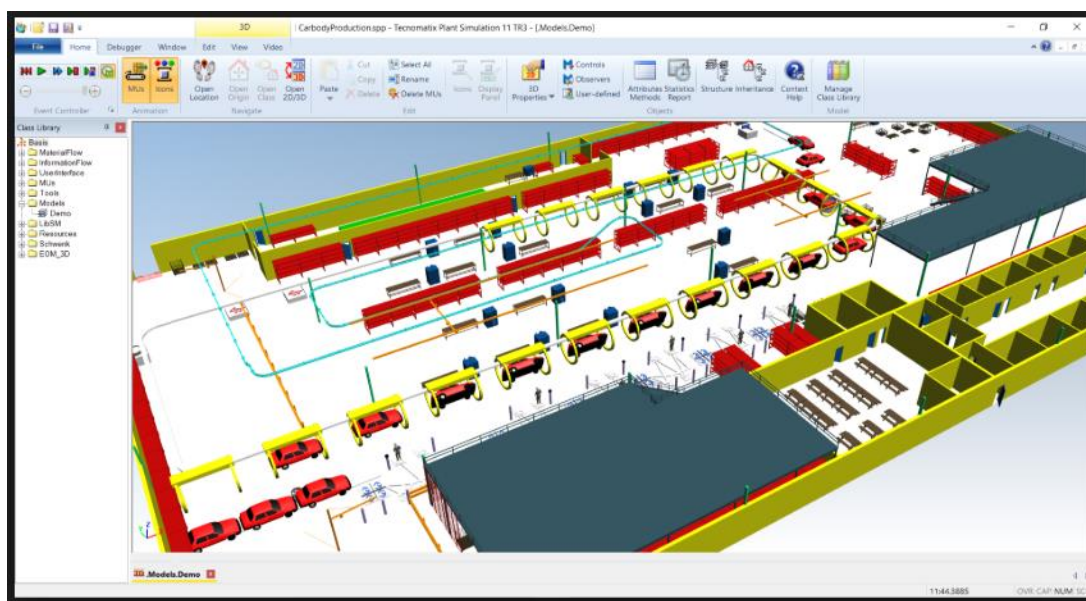 3D
CarbodyProduction.spp - Tecnomatix Plant Simulation 11 TR3 - [.Models.Demo]
File Home Debugger Window Edit View Video
MUs
Icons
Open Location
Open Origin
Open Class
Open 2D/3D
Paste
Cut
Copy
Delete
Select All
Rename
Delete MUs
Icons
Display Panel
3D Properties
Controls
Observers
User-defined
Attributes Methods
Statistics Report
Structure
Inheritance
Context Help
Manage Class Library
Event Controller
Animation
Navigate
Edit
Objects
Model
Class Library
Basis
MaterialFlow
InformationFlow
UserInterface
MUs
Tools
Models
Demo
LibSM
Resources
Schwenk
EOM_3D
Z
3D .Models.Demo
11:44.3885 OVR CAP NUM